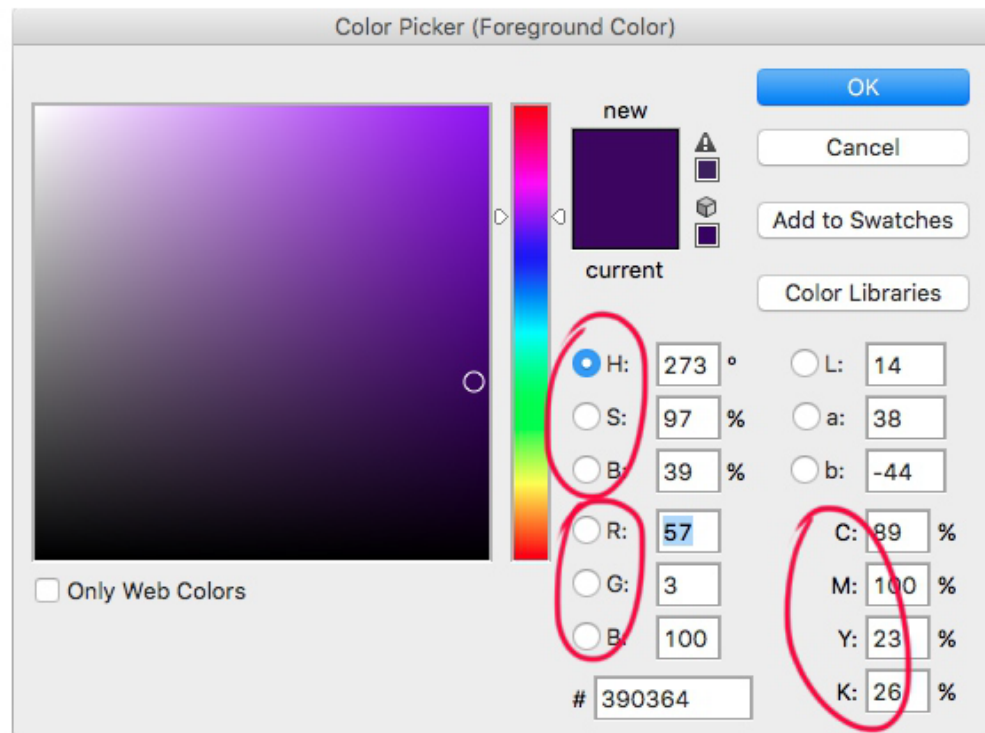 Color Picker (Foreground Color)
new
current
OK
Cancel
Add to Swatches
Color Libraries
H: 273 °
S: 97 %
B: 39 %
R: 57
G: 3
B: 100
# 390364
L: 14
a: 38
b: -44
C: 89 %
M: 100 %
Y: 23 %
K: 26 %
Only Web Colors